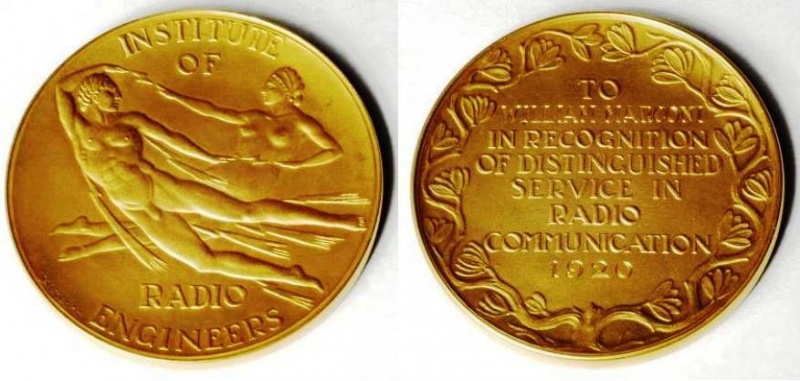 INSTITUTE
OF
RADIO
ENGINEERS
TO
WILLIAM MARCONI
IN RECOGNITION
OF DISTINGUISHED
SERVICE IN
RADIO
COMMUNICATION
1920